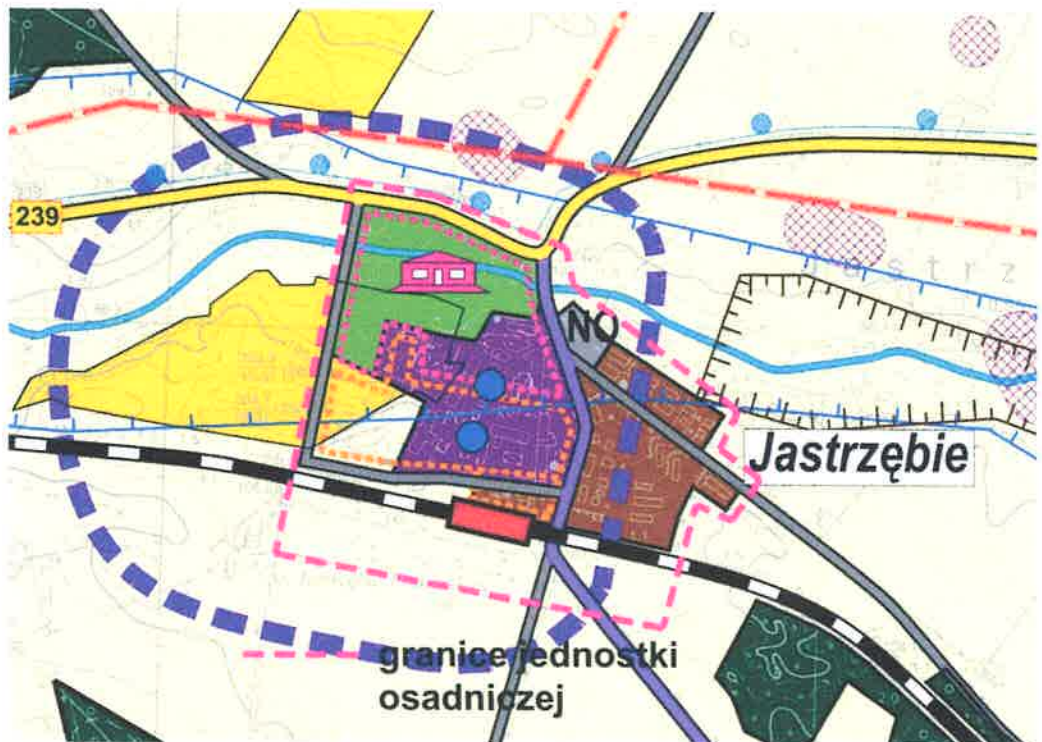 239
NO
J a s t r z
Jastrzębie
granice jednostki
osadniczej